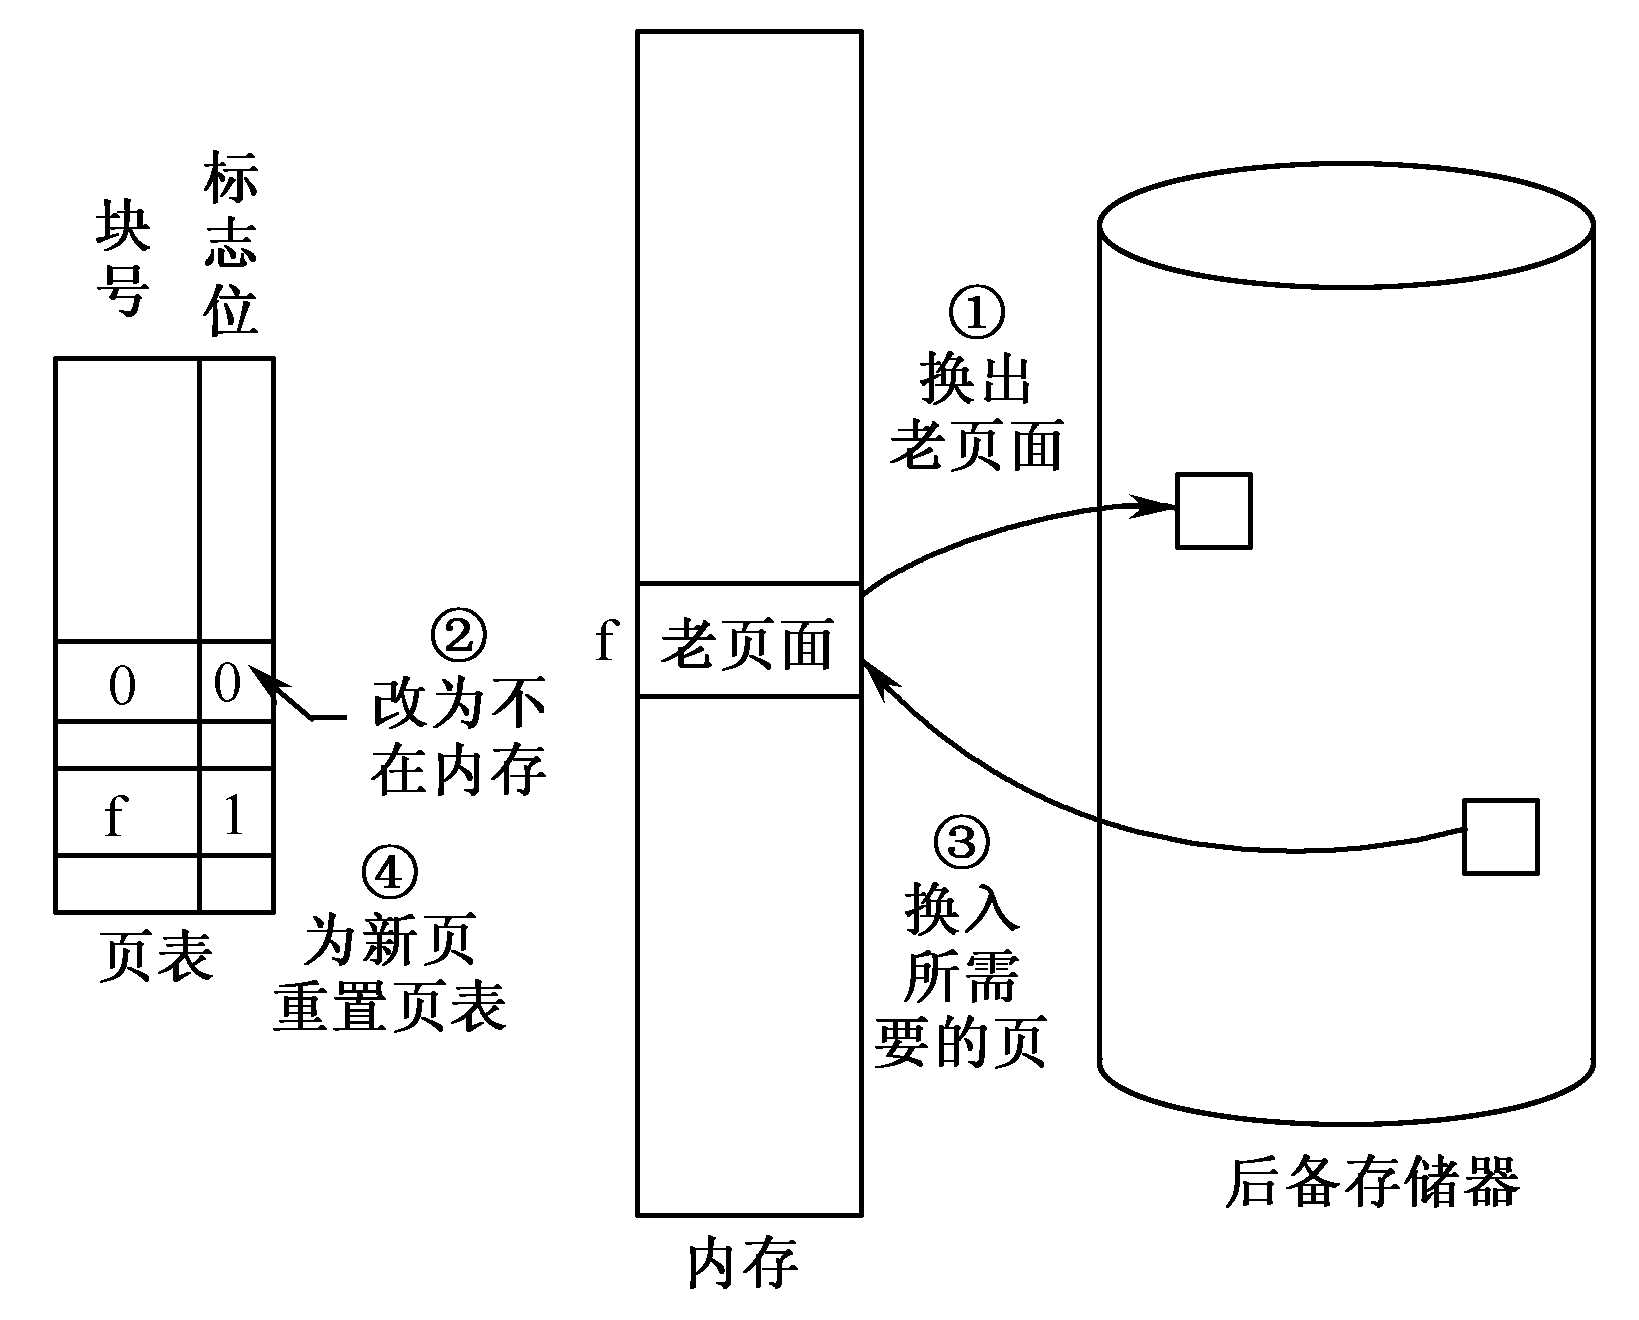 块号
标志位
0 0
f 1
页表
②
改为不
在内存
④
为新页
重置页表
f
老页面
内存
①
换出
老页面
③
换入
所需
要的页
后备存储器